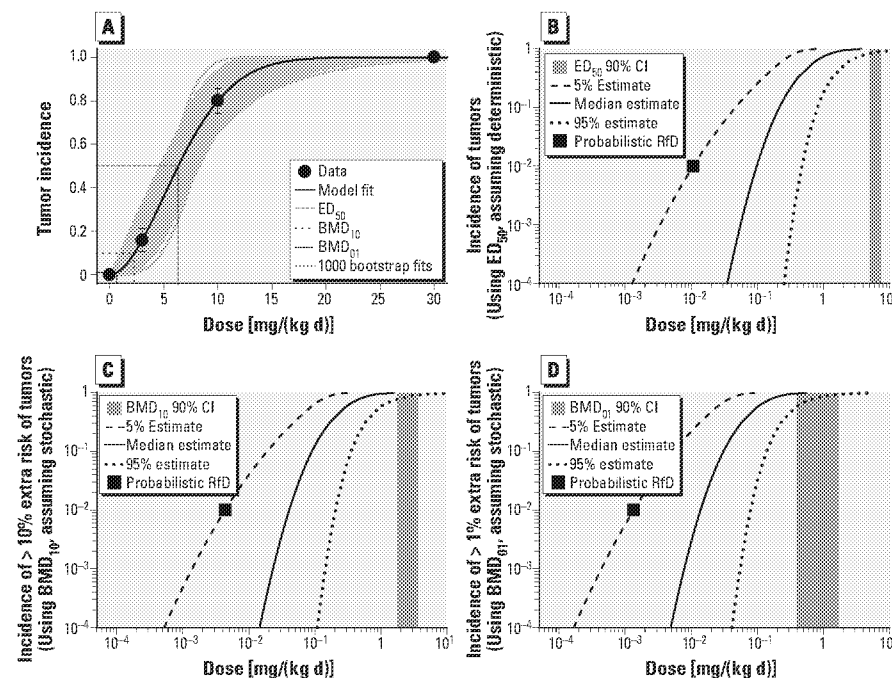 A
Tumor incidence
1.0
0.8
0.6
0.4
0.2
0
Data
Model fit
ED50
BMD10
BMD01
1000 bootstrap fits
0 5 10 15 20 25 30
Dose [mg/(kg d)]
B
Incidence of tumors
(Using ED50, assuming deterministic)
1
10–1
10–2
10–3
10–4
ED50 90% CI
5% Estimate
Median estimate
95% estimate
Probabilistic RfD
10–4 10–3 10–2 10–1 1 10
Dose [mg/(kg d)]
C
Incidence of > 10% extra risk of tumors
(Using BMD10, assuming stochastic)
1
10–1
10–2
10–3
10–4
BMD10 90% CI
5% Estimate
Median estimate
95% estimate
Probabilistic RfD
10–4 10–3 10–2 10–1 1 10
Dose [mg/(kg d)]
D
Incidence of > 1% extra risk of tumors
(Using BMD01, assuming stochastic)
1
10–1
10–2
10–3
10–4
BMD01 90% CI
5% Estimate
Median estimate
95% estimate
Probabilistic RfD
10–4 10–3 10–2 10–1 1 10
Dose [mg/(kg d)]